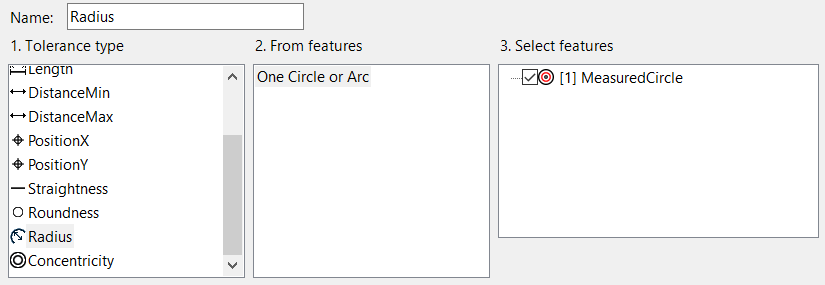 Name: Radius
1. Tolerance type
2. From features
3. Select features
Length
DistanceMin
DistanceMax
PositionX
PositionY
Straightness
Roundness
Radius
Concentricity
One Circle or Arc
[1] MeasuredCircle